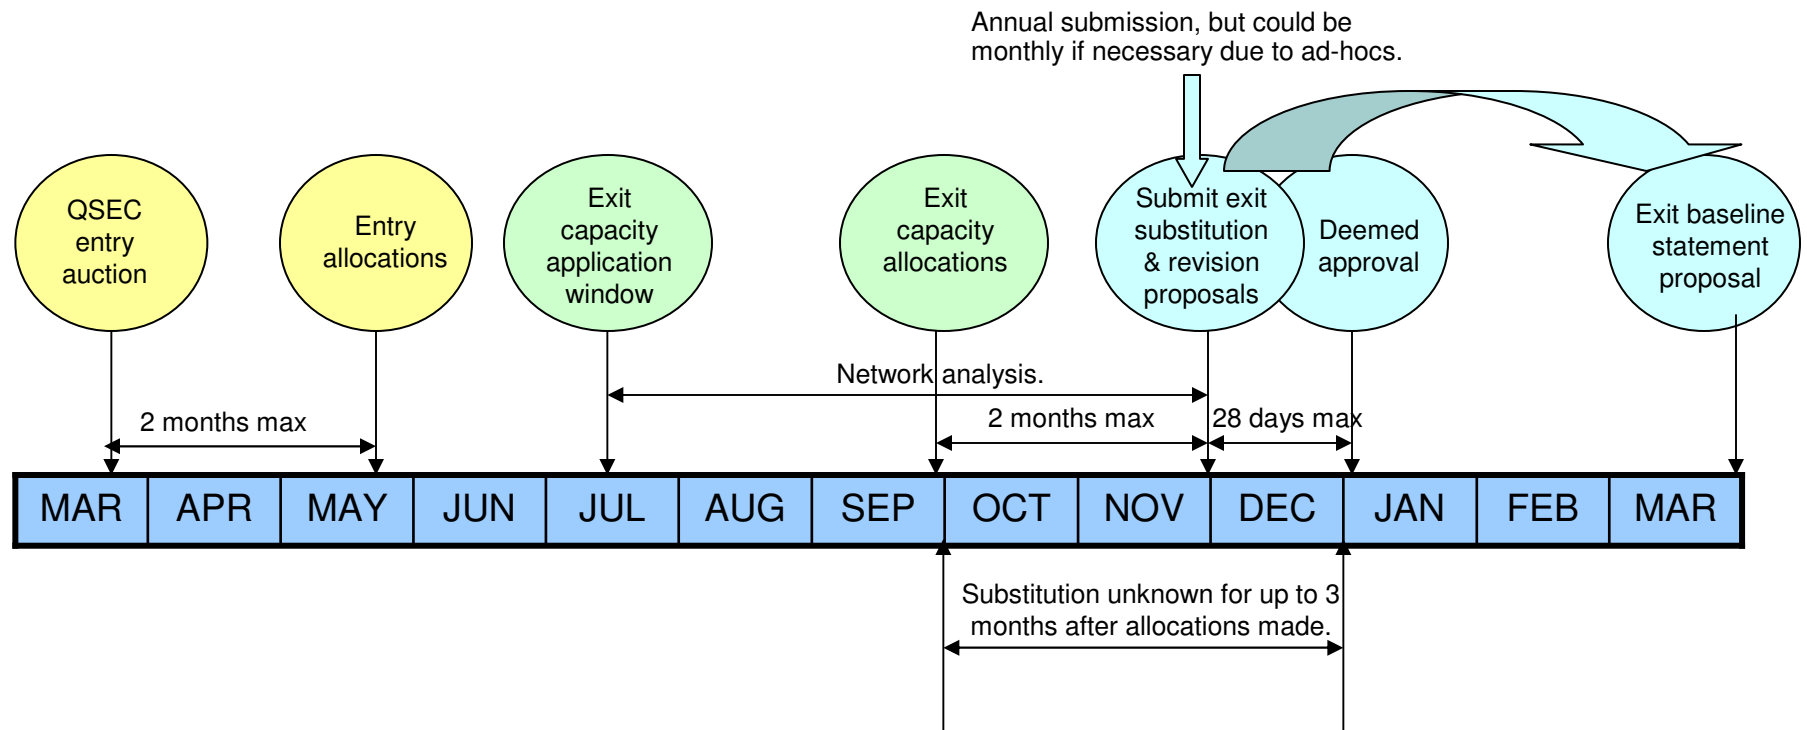 Annual submission, but could be
monthly if necessary due to ad-hocs.
QSEC
entry
auction
Entry
allocations
Exit
capacity
application
window
Exit
capacity
allocations
Submit exit
substitution
& revision
proposals
Deemed
approval
Exit baseline
statement
proposal
Network analysis.
2 months max
2 months max
28 days max
MAR APR MAY JUN JUL AUG SEP OCT NOV DEC JAN FEB MAR
Substitution unknown for up to 3
months after allocations made.